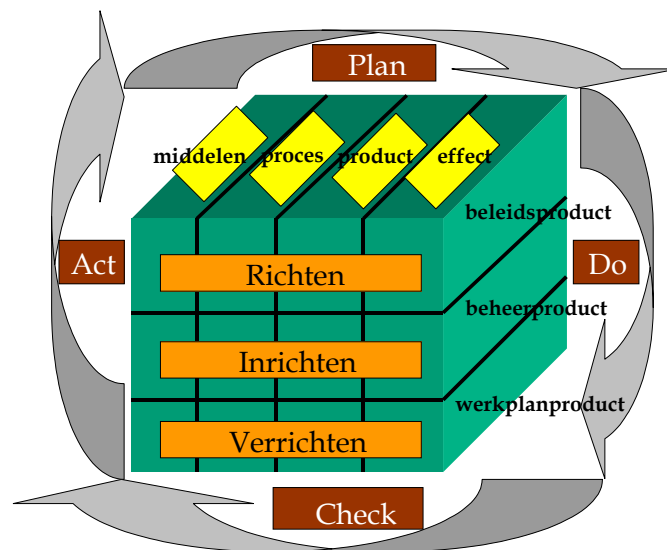 Plan
middelen
proces
product
effect
beleidsproduct
Act
Richten
Do
beheerproduct
Inrichten
werkplanproduct
Verrichten
Check